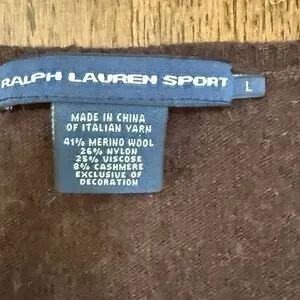 RALPH LAUREN SPORT
L
MADE IN CHINA
OF ITALIAN YARN
41% MERINO WOOL
26% NYLON
25% VISCOSE
8% CASHMERE
EXCLUSIVE OF
DECORATION